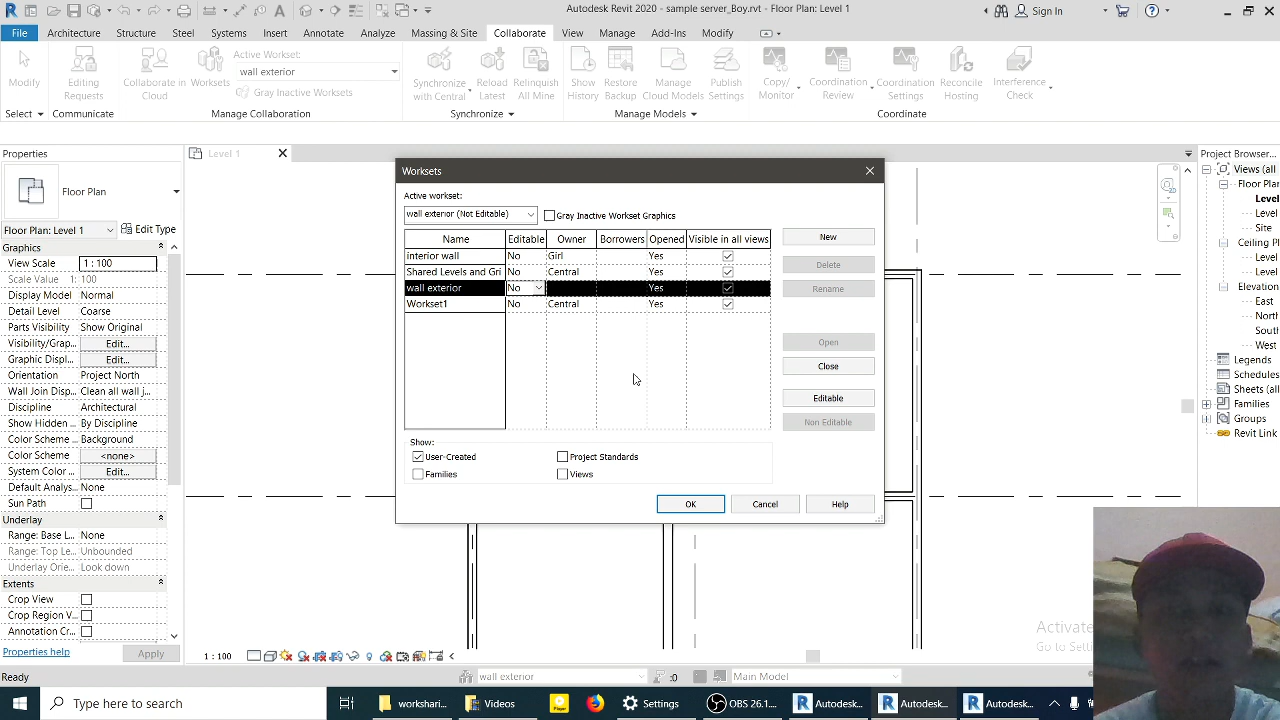 Autodesk Revit 2020 - sample server_Boy.rvt - Floor Plan: Level 1
Sign In
File Architecture Structure Steel Systems Insert Annotate Analyze Massing & Site Collaborate View Manage Add-Ins Modify
Modify
Editing Requests
Collaborate in Cloud
Worksets
Active Workset:
wall exterior
Gray Inactive Worksets
Synchronize with Central
Reload Latest
Relinquish All Mine
Show History
Restore Backup
Manage Cloud Models
Publish Settings
Copy/ Monitor
Coordination Review
Coordination Settings
Reconcile Hosting
Interference Check
Select Communicate Manage Collaboration Synchronize Manage Models Coordinate
Properties
Level 1
Project Browser...
Floor Plan
Floor Plan: Level 1
Edit Type
Graphics
View Scale 1 : 100
Scale Value 1: 100
Display Model Normal
Detail Level Coarse
Parts Visibility Show Original
Visibility/Grap... Edit...
Graphic Displ... Edit...
Orientation Project North
Wall Join Displ... Clean all wall j...
Discipline Architectural
Show Hidden ... By Discipline
Color Scheme ... Background
Color Scheme <none>
System Color ... Edit...
Default Analys... None
Sun Path
Underlay
Range: Base L... None
Range: Top Le... Unbounded
Underlay Orie... Look down
Extents
Crop View
Crop Region V...
Annotation Cr...
Properties help
Apply
Worksets
Active workset:
wall exterior (Not Editable)
Gray Inactive Workset Graphics
Name Editable Owner Borrowers Opened Visible in all views
interior wall No Girl Yes
Shared Levels and Gri No Central Yes
wall exterior No Yes
Workset1 No Central Yes
New
Delete
Rename
Open
Close
Editable
Non Editable
Show:
User-Created
Project Standards
Families
Views
OK Cancel Help
Views (all
Floor Plan
Level
Level
Site
Ceiling
Level
Level
Elevation
East
North
South
West
Legends
Schedules
Sheets (all
Families
Groups
Revit Link
Activate
Go to Setting
1 : 100
Ready
wall exterior
:0
Main Model
Type here to search
workshari...
Videos
Player
Settings
OBS 26.1...
Autodesk...
Autodesk...
Autodesk...